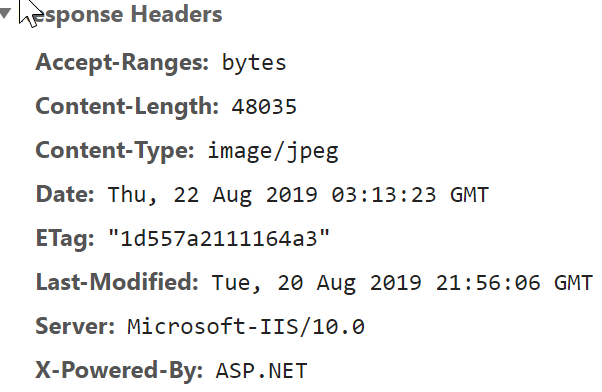 esponse Headers
Accept-Ranges: bytes
Content-Length: 48035
Content-Type: image/jpeg
Date: Thu, 22 Aug 2019 03:13:23 GMT
ETag: "1d557a2111164a3"
Last-Modified: Tue, 20 Aug 2019 21:56:06 GMT
Server: Microsoft-IIS/10.0
X-Powered-By: ASP.NET